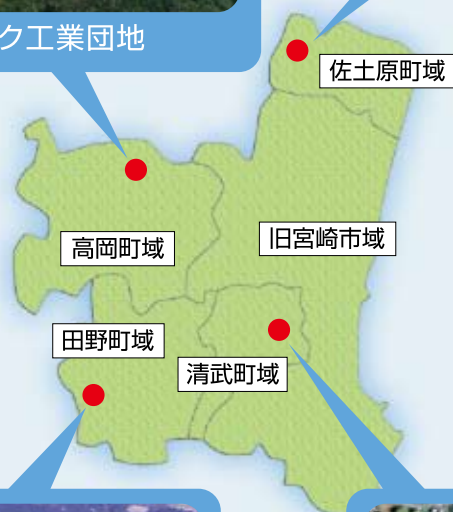 ク工業団地
佐土原町域
高岡町域
旧宮崎市域
田野町域
清武町域